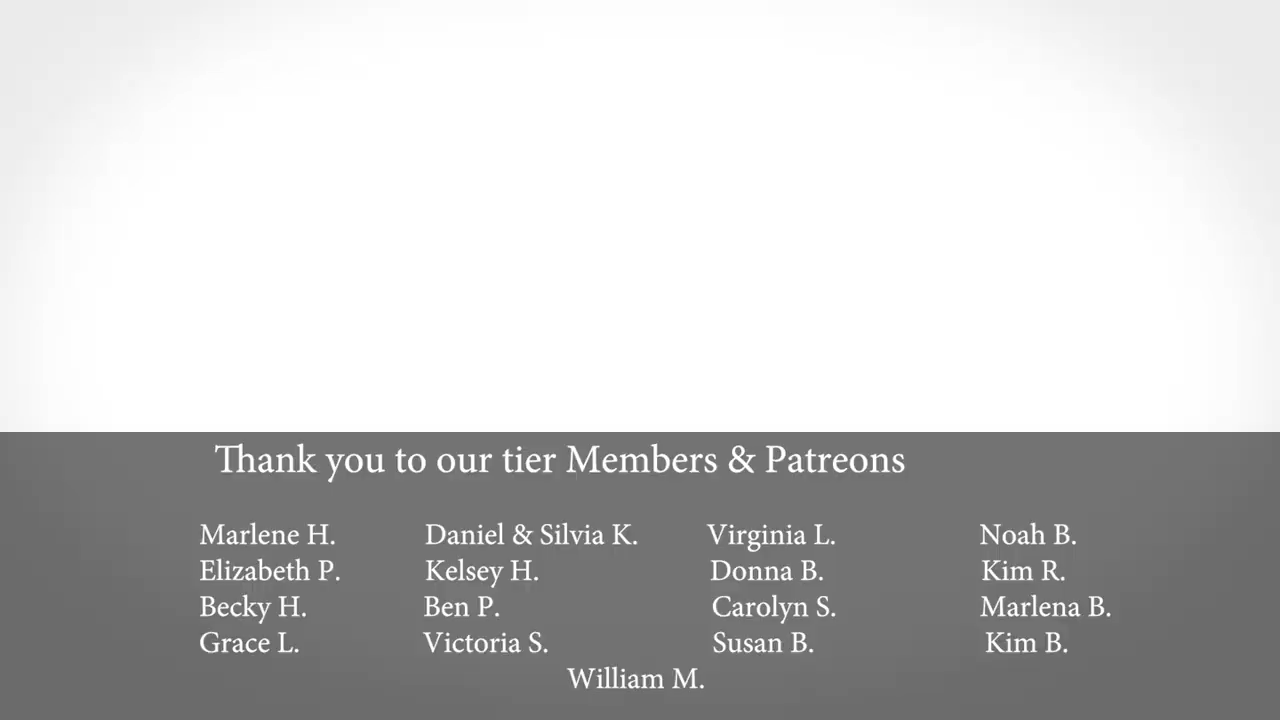 Thank you to our tier Members & Patreons
Marlene H. Daniel & Silvia K. Virginia L. Noah B.
Elizabeth P. Kelsey H. Donna B. Kim R.
Becky H. Ben P. Carolyn S. Marlena B.
Grace L. Victoria S. Susan B. Kim B.
William M.